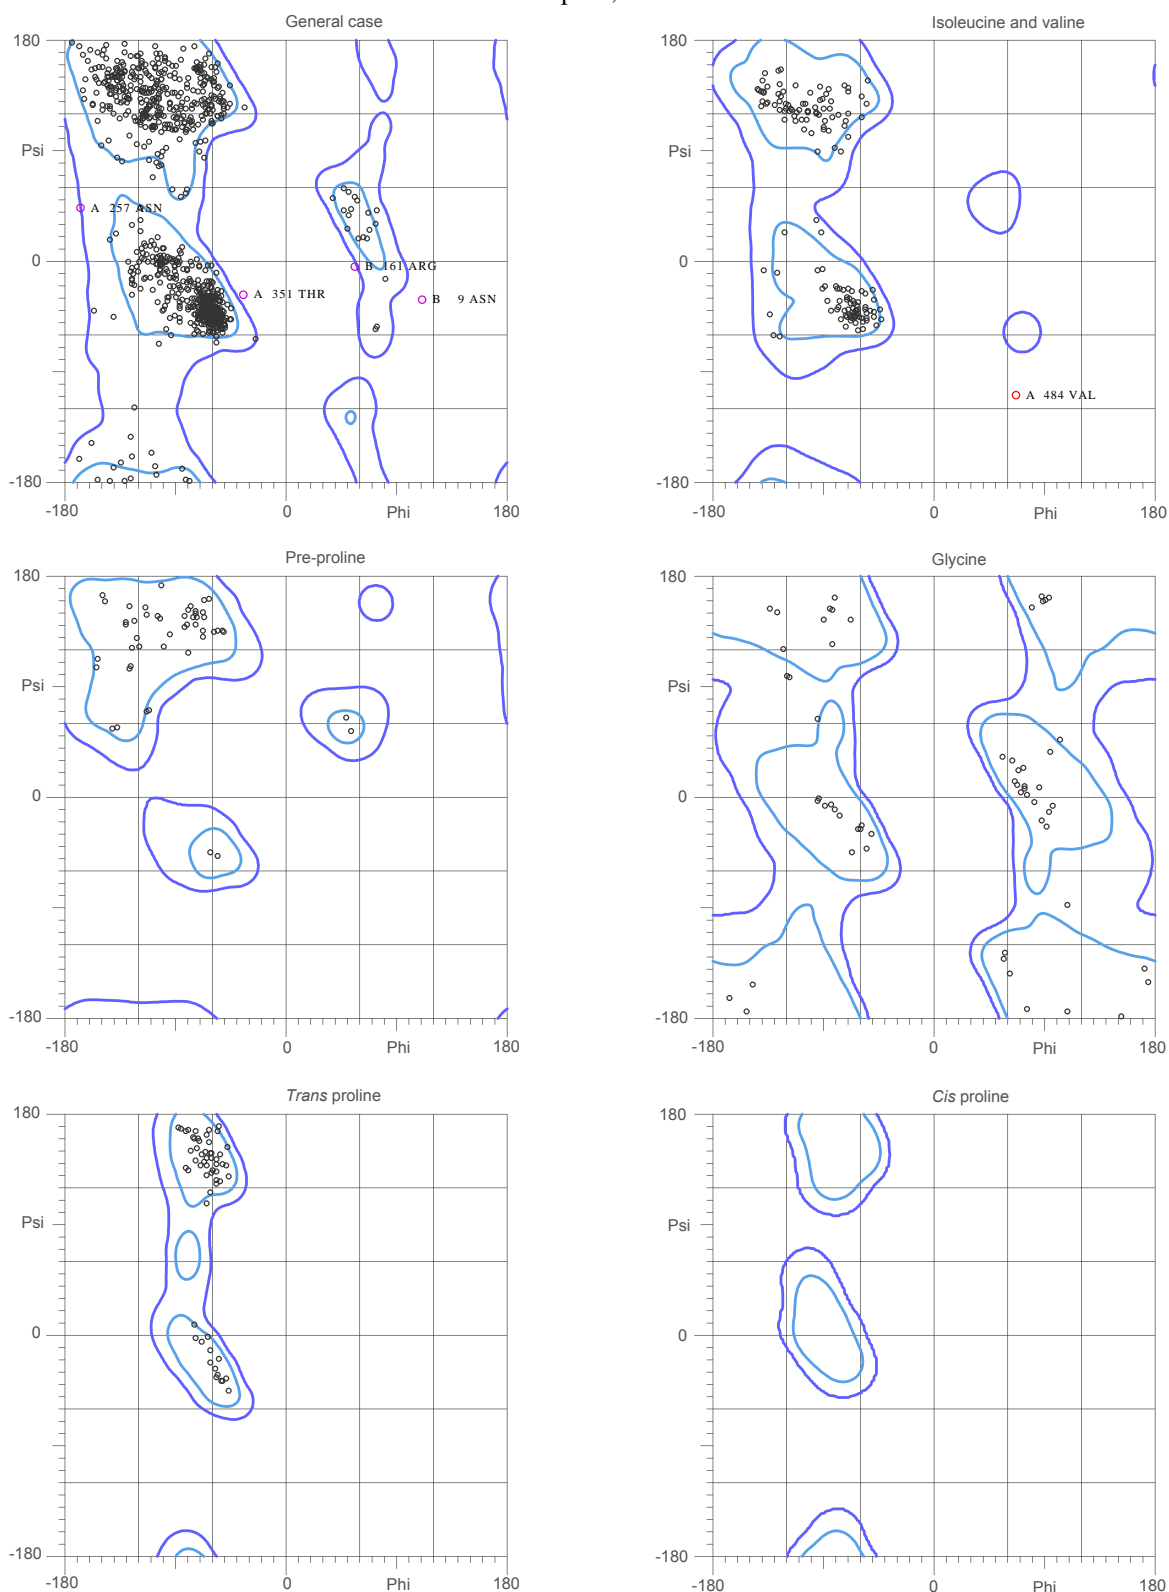 General case
180
Psi
0
-180
-180
0
Phi
180
A 257 ASN
B 161 ARG
A 351 THR
B 9 ASN
Isoleucine and valine
180
Psi
0
-180
-180
0
Phi
180
A 484 VAL
Pre-proline
180
Psi
0
-180
-180
0
Phi
180
Glycine
180
Psi
0
-180
-180
0
Phi
180
Trans proline
180
Psi
0
-180
-180
0
Phi
180
Cis proline
180
Psi
0
-180
-180
0
Phi
180